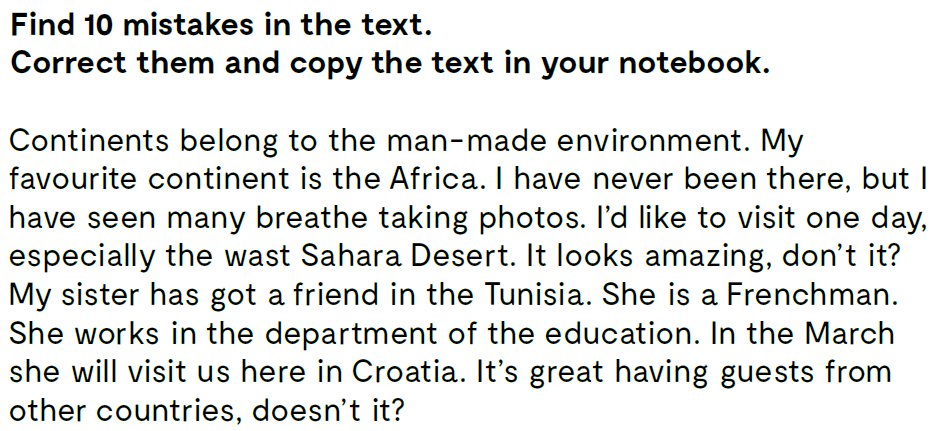 Find 10 mistakes in the text.
Correct them and copy the text in your notebook.
Continents belong to the man-made environment. My
favourite continent is the Africa. I have never been there, but I
have seen many breathe taking photos. I’d like to visit one day,
especially the wast Sahara Desert. It looks amazing, don’t it?
My sister has got a friend in the Tunisia. She is a Frenchman.
She works in the department of the education. In the March
she will visit us here in Croatia. It’s great having guests from
other countries, doesn’t it?